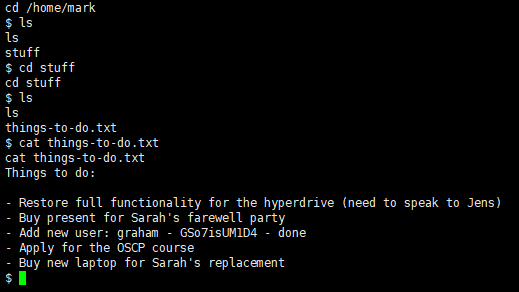 cd /home/mark
$ ls
ls
stuff
$ cd stuff
cd stuff
$ ls
ls
things-to-do.txt
$ cat things-to-do.txt
cat things-to-do.txt
Things to do:

- Restore full functionality for the hyperdrive (need to speak to Jens)
- Buy present for Sarah's farewell party
- Add new user: graham - GSo7isUM1D4 - done
- Apply for the OSCP course
- Buy new laptop for Sarah's replacement
$